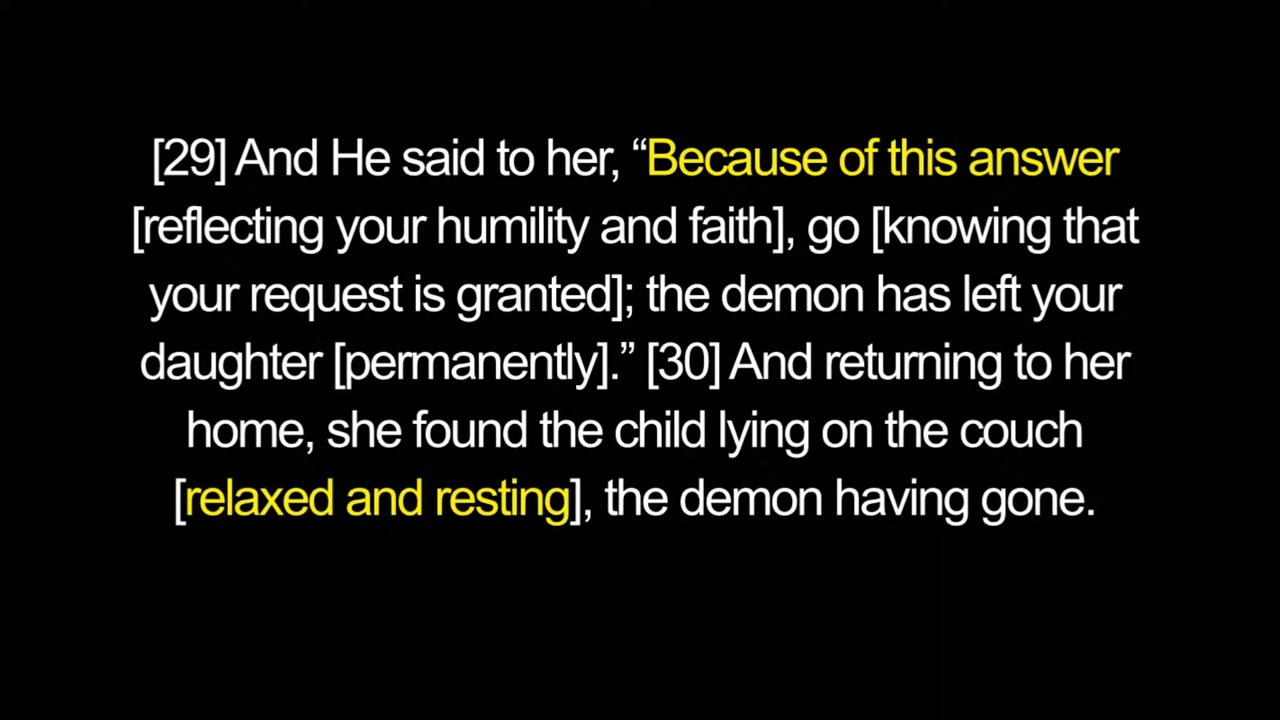 [29] And He said to her, “Because of this answer
[reflecting your humility and faith], go [knowing that
your request is granted]; the demon has left your
daughter [permanently].” [30] And returning to her
home, she found the child lying on the couch
[relaxed and resting], the demon having gone.